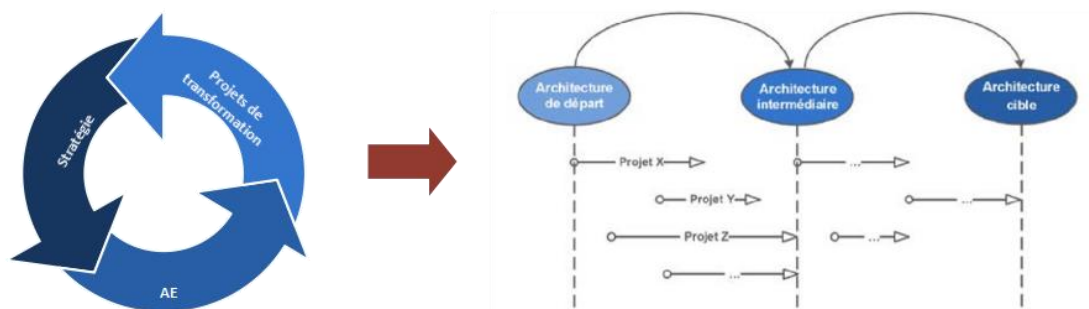 Stratégie
Projets de
transformation
AE
Architecture
de départ
Architecture
intermédiaire
Architecture
cible
Projet X
...
Projet Y
...
Projet Z
...
...